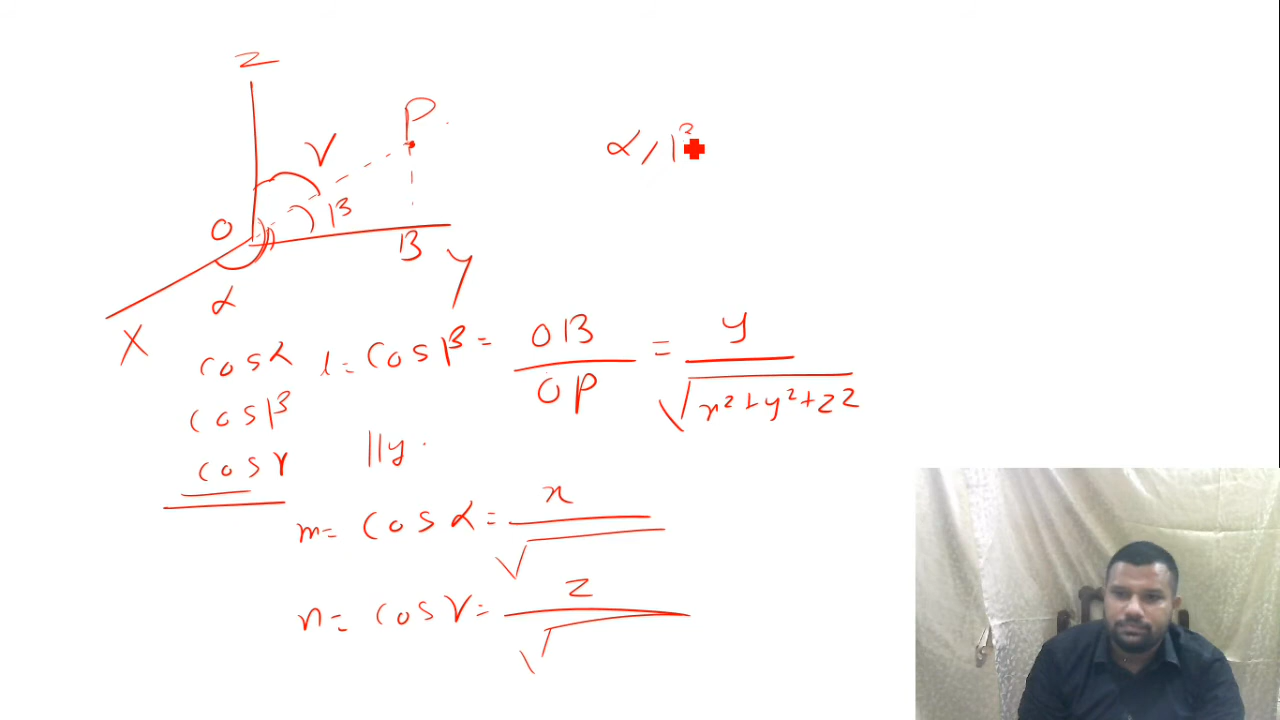 Z
P
γ
α, β
O
β
B
Y
α
X
cos α
l = cos β = OB / OP = y / √x²+y²+z²
cos β
cos γ
||y.
m = cos α = x / √
n = cos γ = z / √